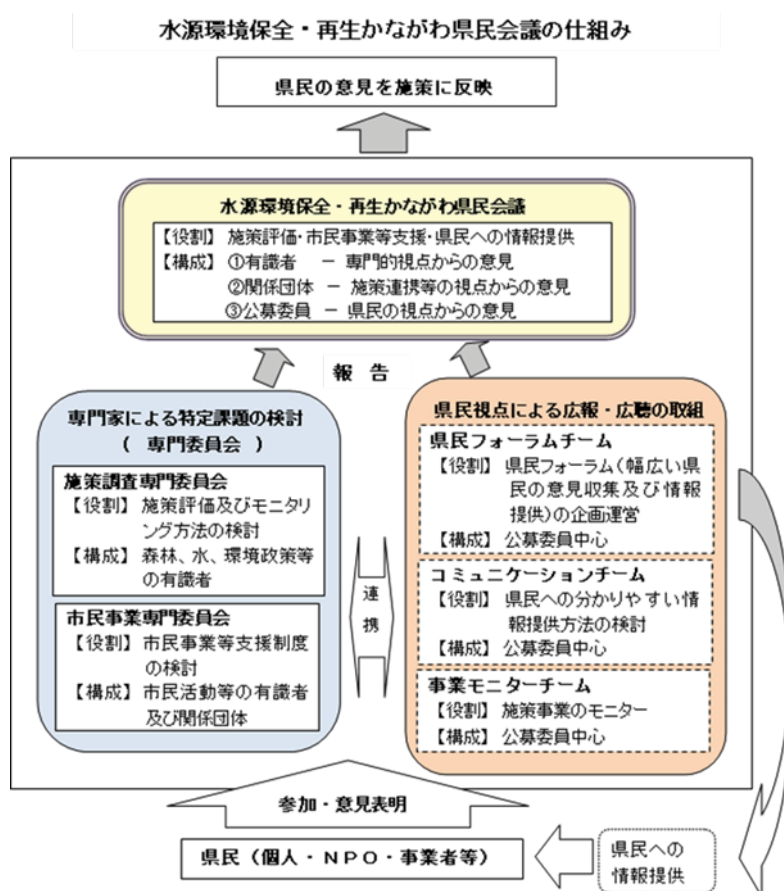 水源環境保全・再生かながわ県民会議の仕組み
県民の意見を施策に反映
水源環境保全・再生かながわ県民会議
【役割】 施策評価・市民事業等支援・県民への情報提供
【構成】 ①有識者 － 専門的視点からの意見
②関係団体 － 施策連携等の視点からの意見
③公募委員 － 県民の視点からの意見
報 告
専門家による特定課題の検討
( 専門委員会 )
施策調査専門委員会
【役割】 施策評価及びモニタ
リング方法の検討
【構成】 森林、水、環境政策等
の有識者
市民事業専門委員会
【役割】 市民事業等支援制度
の検討
【構成】 市民活動等の有識者
及び関係団体
連
携
県民視点による広報・広聴の取組
県民フォーラムチーム
【役割】 県民フォーラム(幅広い県
民の意見収集及び情報
提供)の企画運営
【構成】 公募委員中心
コミュニケーションチーム
【役割】 県民への分かりやすい情
報提供方法の検討
【構成】 公募委員中心
事業モニターチーム
【役割】 施策事業のモニター
【構成】 公募委員中心
参加・意見表明
県民（個人・ＮＰＯ・事業者等）
県民への
情報提供